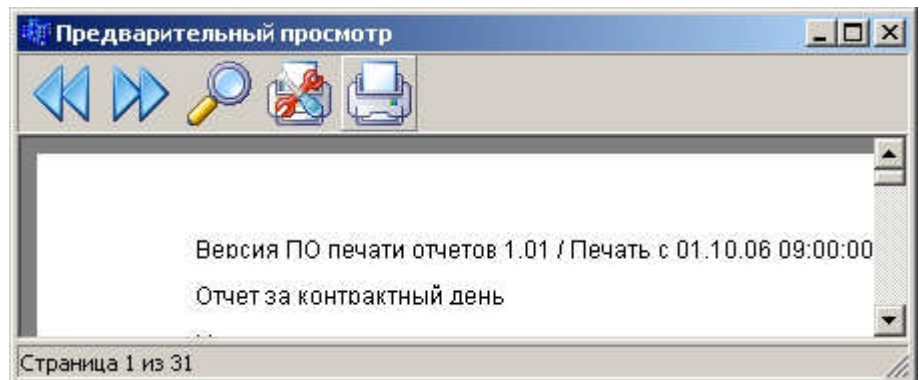 Предварительный просмотр
Версия ПО печати отчетов 1.01 / Печать с 01.10.06 09:00:00
Отчет за контрактный день
Страница 1 из 31